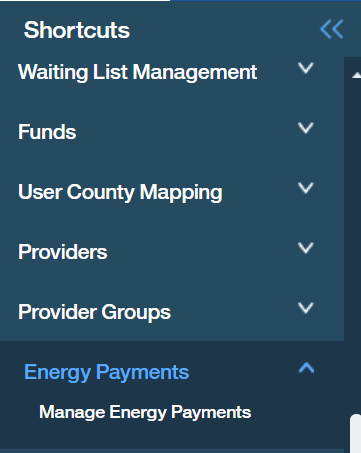 Shortcuts
Waiting List Management
Funds
User County Mapping
Providers
Provider Groups
Energy Payments
Manage Energy Payments